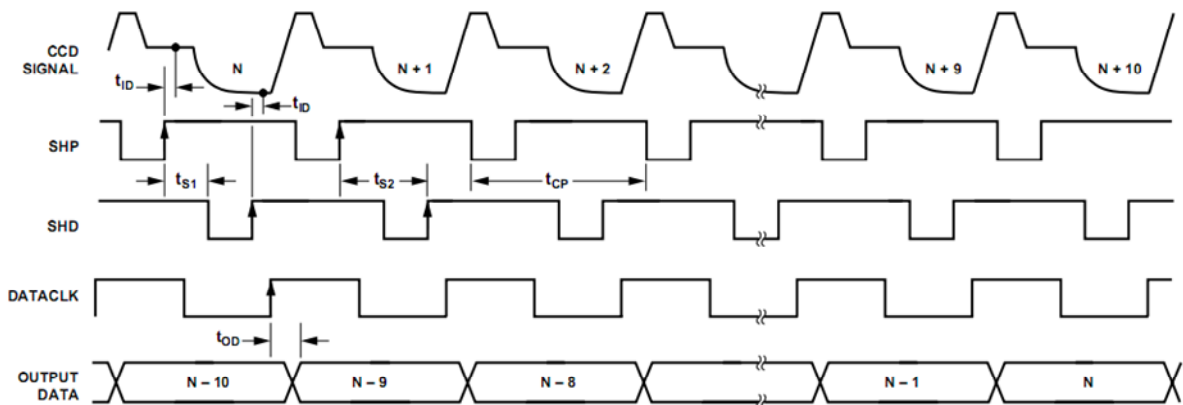 CCD
SIGNAL
N
N + 1
N + 2
N + 9
N + 10
tID
tID
SHP
tS1
tS2
tCP
SHD
DATACLK
tOD
OUTPUT
DATA
N – 10
N – 9
N – 8
N – 1
N